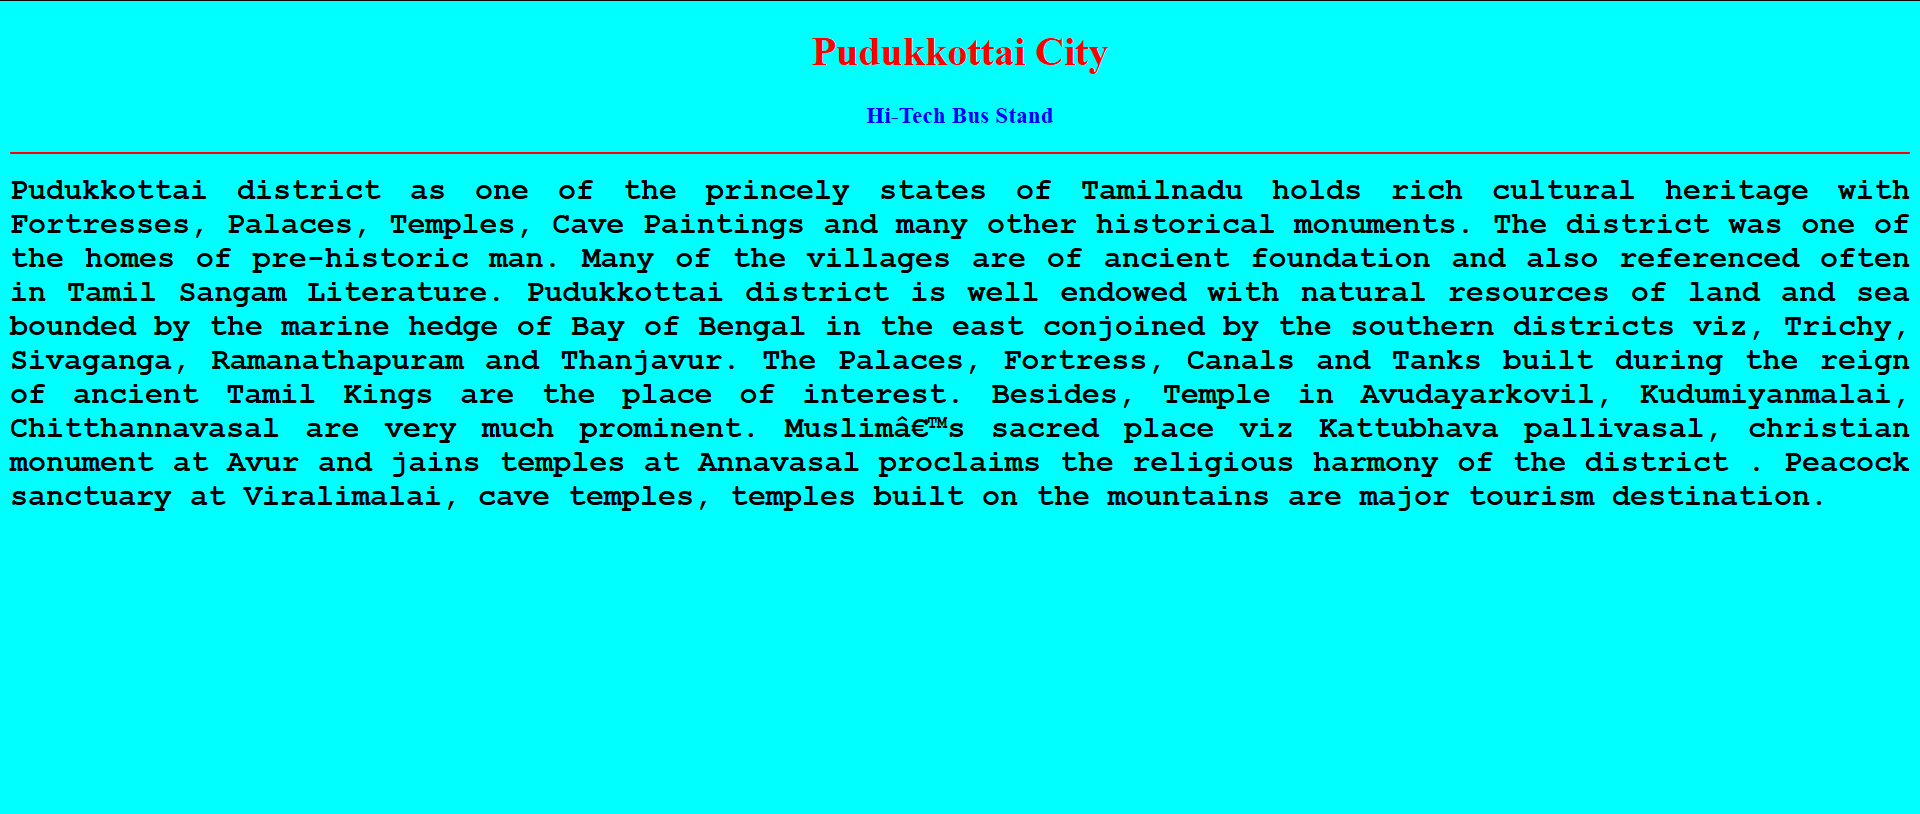 Pudukkottai City
Hi-Tech Bus Stand
Pudukkottai district as one of the princely states of Tamilnadu holds rich cultural heritage with
Fortresses, Palaces, Temples, Cave Paintings and many other historical monuments. The district was one of
the homes of pre-historic man. Many of the villages are of ancient foundation and also referenced often
in Tamil Sangam Literature. Pudukkottai district is well endowed with natural resources of land and sea
bounded by the marine hedge of Bay of Bengal in the east conjoined by the southern districts viz, Trichy,
Sivaganga, Ramanathapuram and Thanjavur. The Palaces, Fortress, Canals and Tanks built during the reign
of ancient Tamil Kings are the place of interest. Besides, Temple in Avudayarkovil, Kudumiyanmalai,
Chitthannavasal are very much prominent. Muslimâ€™s sacred place viz Kattubhava pallivasal, christian
monument at Avur and jains temples at Annavasal proclaims the religious harmony of the district . Peacock
sanctuary at Viralimalai, cave temples, temples built on the mountains are major tourism destination.